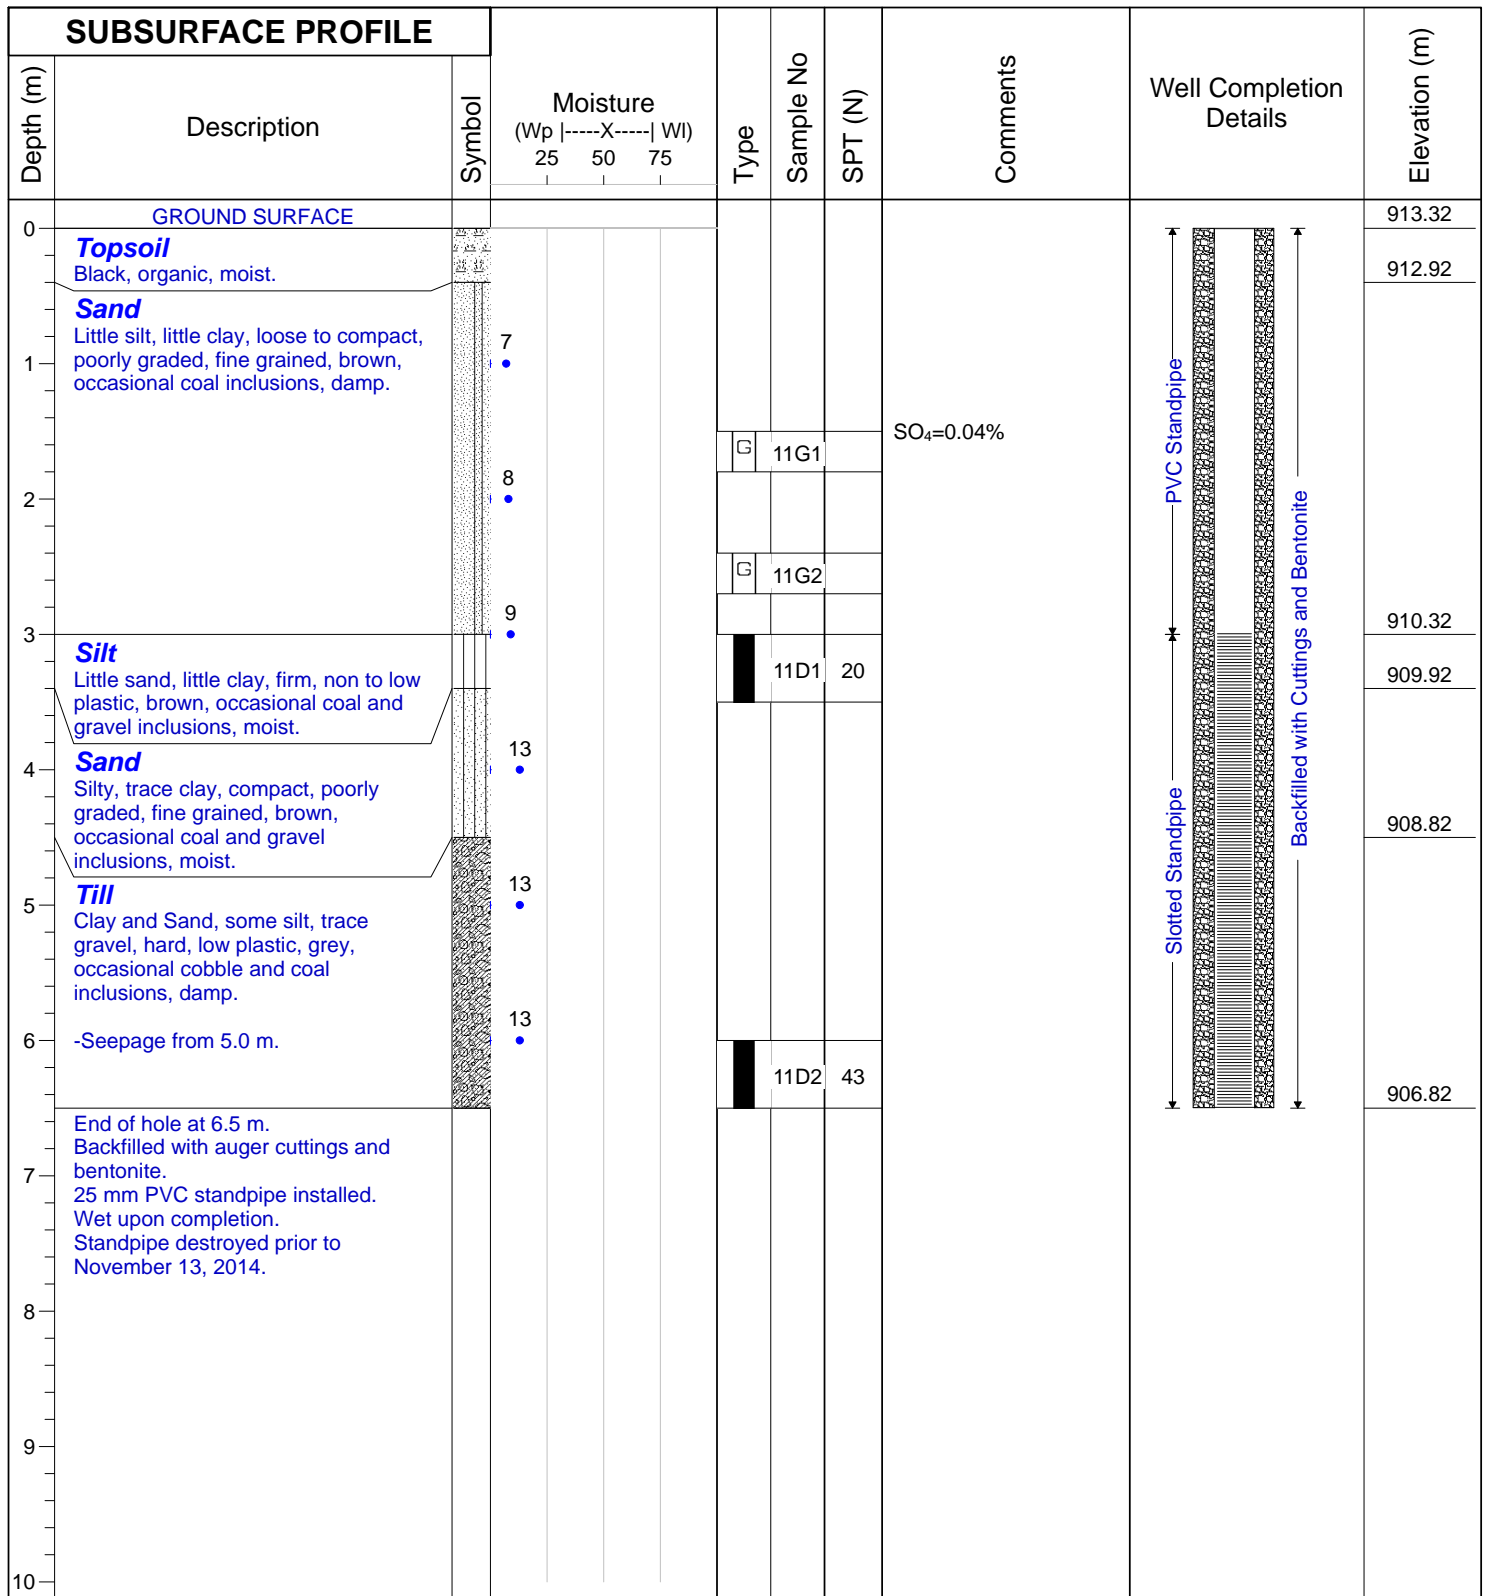 SUBSURFACE PROFILE
Depth (m)
Description
Symbol
Moisture
(Wp |-----X-----| Wl)
25 50 75
Type
Sample No
SPT (N)
Comments
Well Completion
Details
Elevation (m)
GROUND SURFACE
913.32
0
Topsoil
Black, organic, moist.
912.92
Sand
Little silt, little clay, loose to compact,
poorly graded, fine grained, brown,
occasional coal inclusions, damp.
7
1
SO₄=0.04%
G 11G1
8
2
G 11G2
9
3
910.32
Silt
Little sand, little clay, firm, non to low
plastic, brown, occasional coal and
gravel inclusions, moist.
11D1 20
909.92
Sand
Silty, trace clay, compact, poorly
graded, fine grained, brown,
occasional coal and gravel
inclusions, moist.
13
4
908.82
Till
Clay and Sand, some silt, trace
gravel, hard, low plastic, grey,
occasional cobble and coal
inclusions, damp.
13
5
-Seepage from 5.0 m.
13
6
11D2 43
906.82
PVC Standpipe
Slotted Standpipe
Backfilled with Cuttings and Bentonite
End of hole at 6.5 m.
Backfilled with auger cuttings and
bentonite.
25 mm PVC standpipe installed.
Wet upon completion.
Standpipe destroyed prior to
November 13, 2014.
7
8
9
10